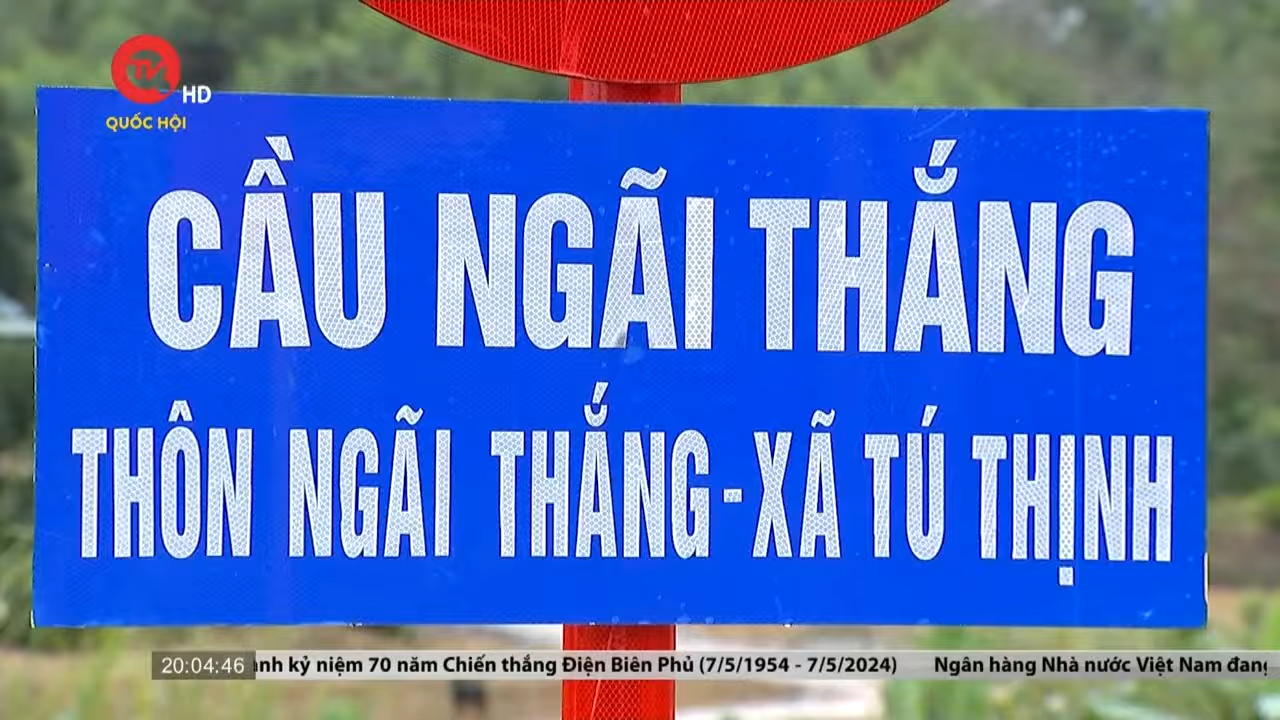 HD
QUỐC HỘI
CẦU NGÃI THẮNG
THÔN NGÃI THẮNG - XÃ TÚ THỊNH
20:04:46 kỷ niệm 70 năm Chiến thắng Điện Biên Phủ (7/5/1954 - 7/5/2024) Ngân hàng Nhà nước Việt Nam đang